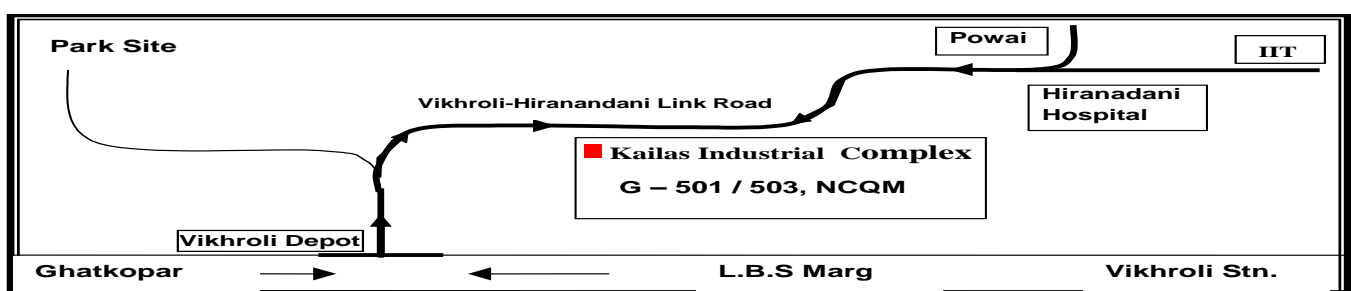 Park Site
Powai
IIT
Vikhroli-Hiranandani Link Road
Hiranadani
Hospital
Kailas Industrial Complex
G – 501 / 503, NCQM
Vikhroli Depot
Ghatkopar
L.B.S Marg
Vikhroli Stn.